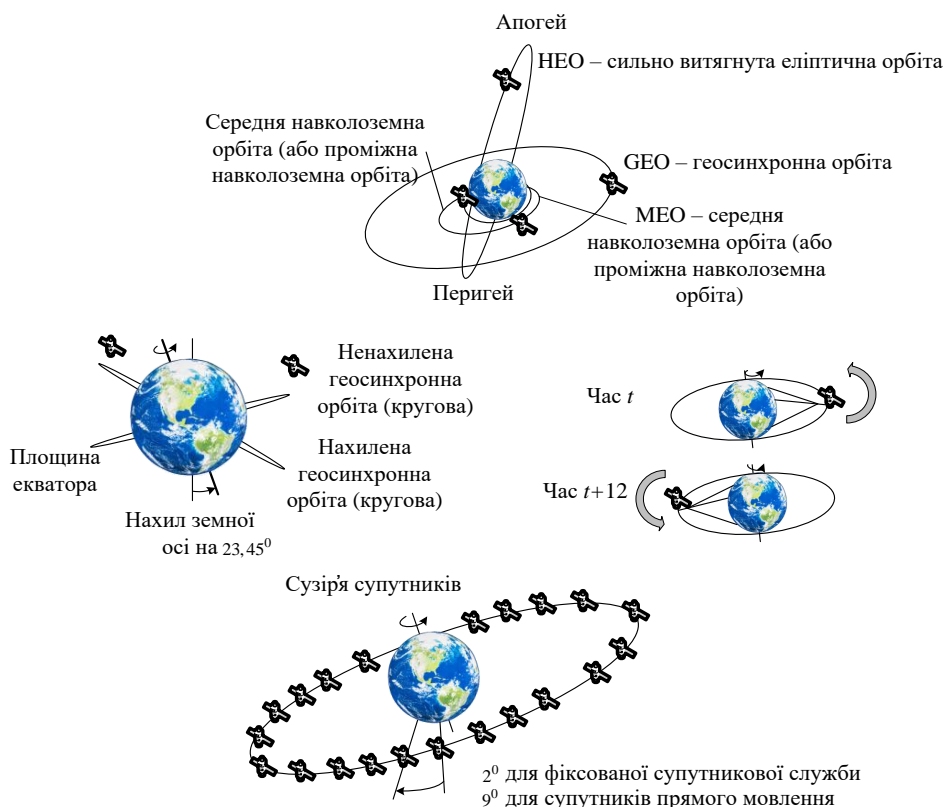 Апогей
НЕО – сильно витягнута еліптична орбіта
Середня навколоземна
орбіта (або проміжна
навколоземна орбіта)
GEO – геосинхронна орбіта
МЕО – середня
навколоземна орбіта (або
проміжна навколоземна
орбіта)
Перигей
Ненахилена
геосинхронна
орбіта (кругова)
Площина
екватора
Нахилена
геосинхронна
орбіта (кругова)
Нахил земної
осі на 23,45⁰
Час t
Час t+12
Сузір'я супутників
2⁰ для фіксованої супутникової служби
9⁰ для супутників прямого мовлення